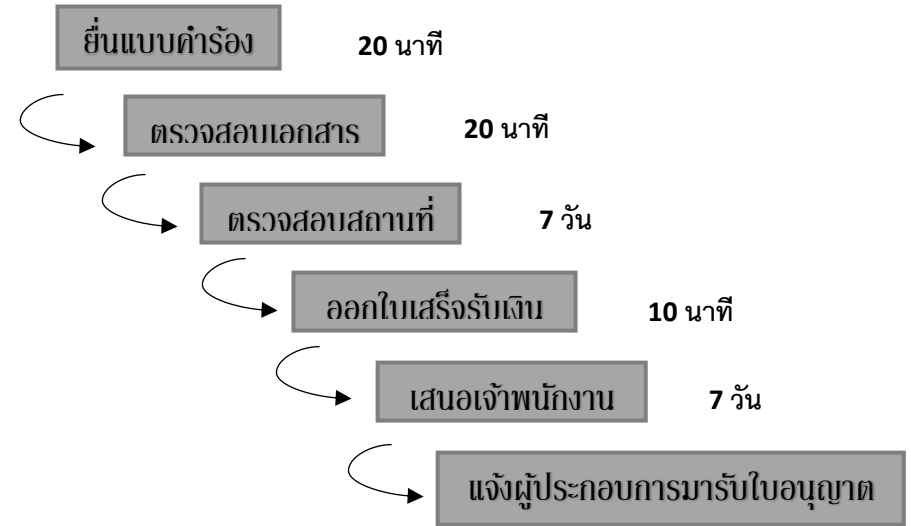 ยื่นแบบคำร้อง 20 นาที
ตรวจสอบเอกสาร 20 นาที
ตรวจสอบสถานที่ 7 วัน
ออกใบเสร็จรับเงิน 10 นาที
เสนอเจ้าพนักงาน 7 วัน
แจ้งผู้ประกอบการมารับใบอนุญาต